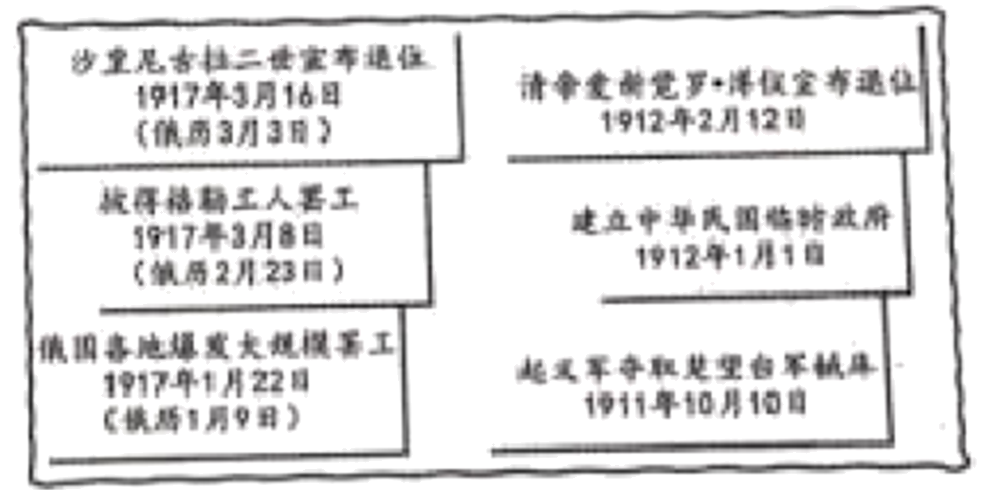 沙皇尼古拉二世宣布退位
1917年3月16日
(俄历3月3日)
彼得格勒工人罢工
1917年3月8日
(俄历2月23日)
俄国各地爆发大规模罢工
1917年1月22日
(俄历1月9日)
清帝爱新觉罗•溥仪宣布退位
1912年2月12日
建立中华民国临时政府
1912年1月1日
起义军夺取楚望台军械库
1911年10月10日